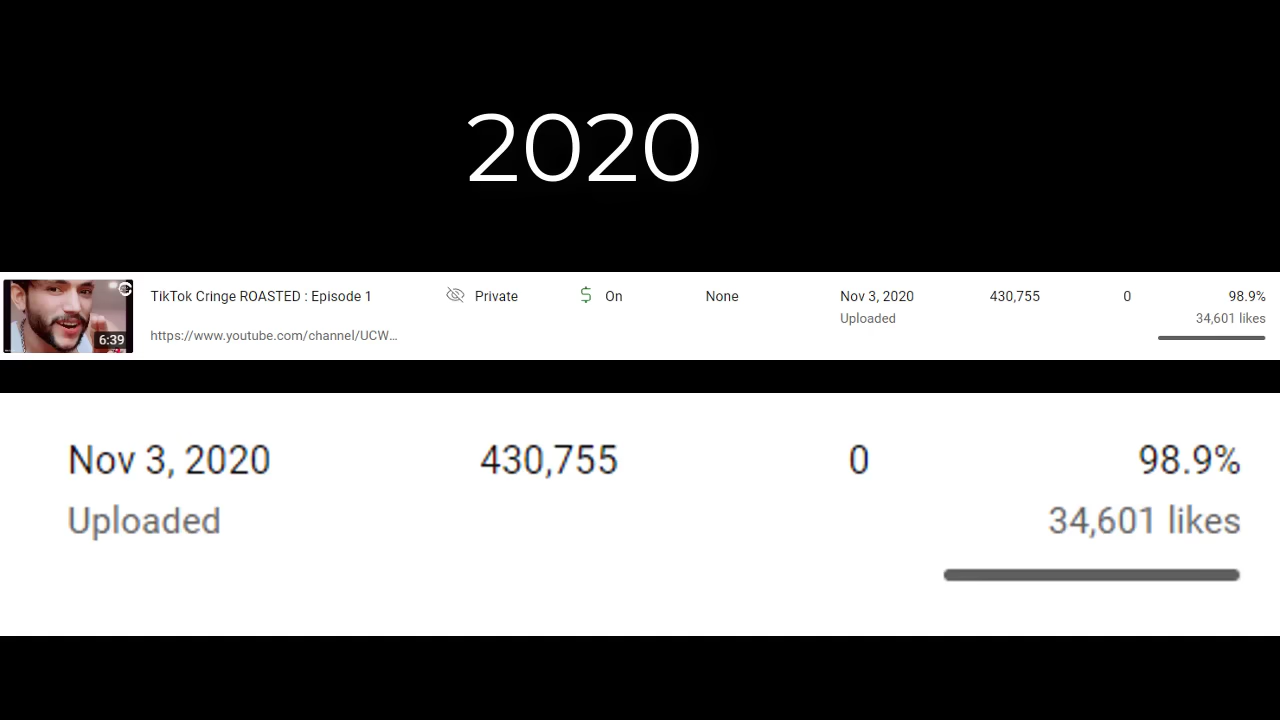 2020
6:39
TikTok Cringe ROASTED : Episode 1 Private On None Nov 3, 2020 430,755 0 98.9%
Uploaded 34,601 likes
https://www.youtube.com/channel/UCW...
Nov 3, 2020 430,755 0 98.9%
Uploaded 34,601 likes